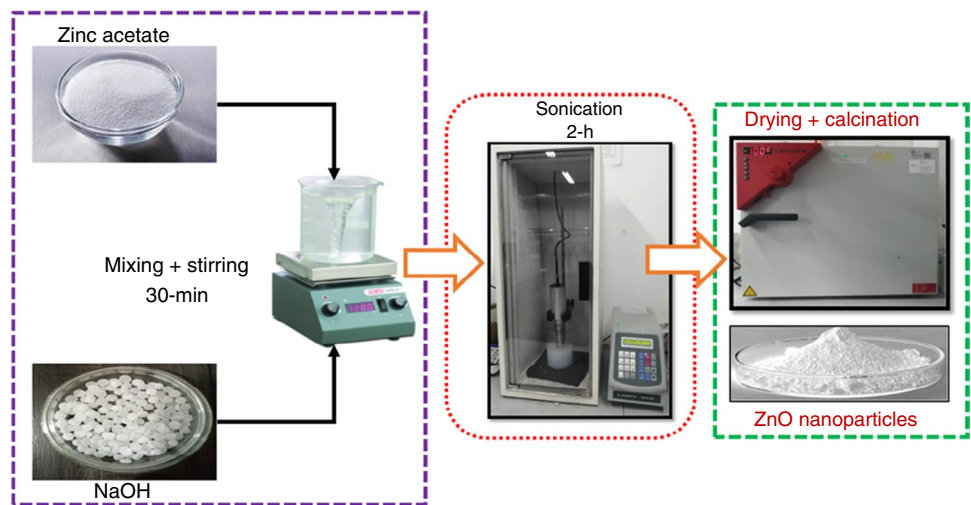 Zinc acetate
Mixing + stirring
30-min
NaOH
Sonication
2-h
Drying + calcination
ZnO nanoparticles